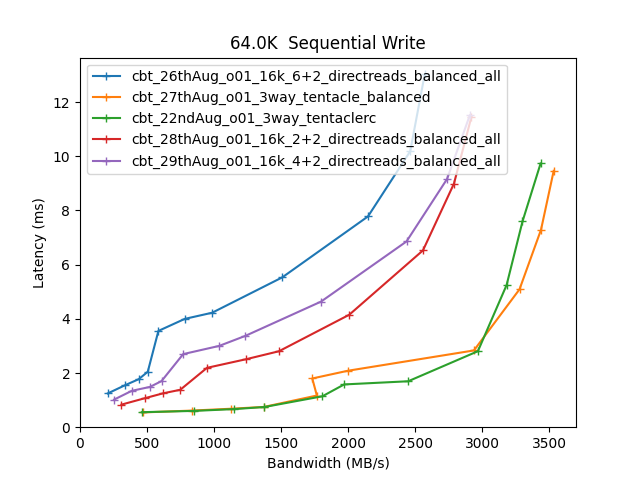 64.0K  Sequential Write
cbt_26thAug_o01_16k_6+2_directreads_balanced_all
cbt_27thAug_o01_3way_tentacle_balanced
cbt_22ndAug_o01_3way_tentaclerc
cbt_28thAug_o01_16k_2+2_directreads_balanced_all
cbt_29thAug_o01_16k_4+2_directreads_balanced_all
Latency (ms)
12
10
8
6
4
2
0
0 500 1000 1500 2000 2500 3000 3500
Bandwidth (MB/s)